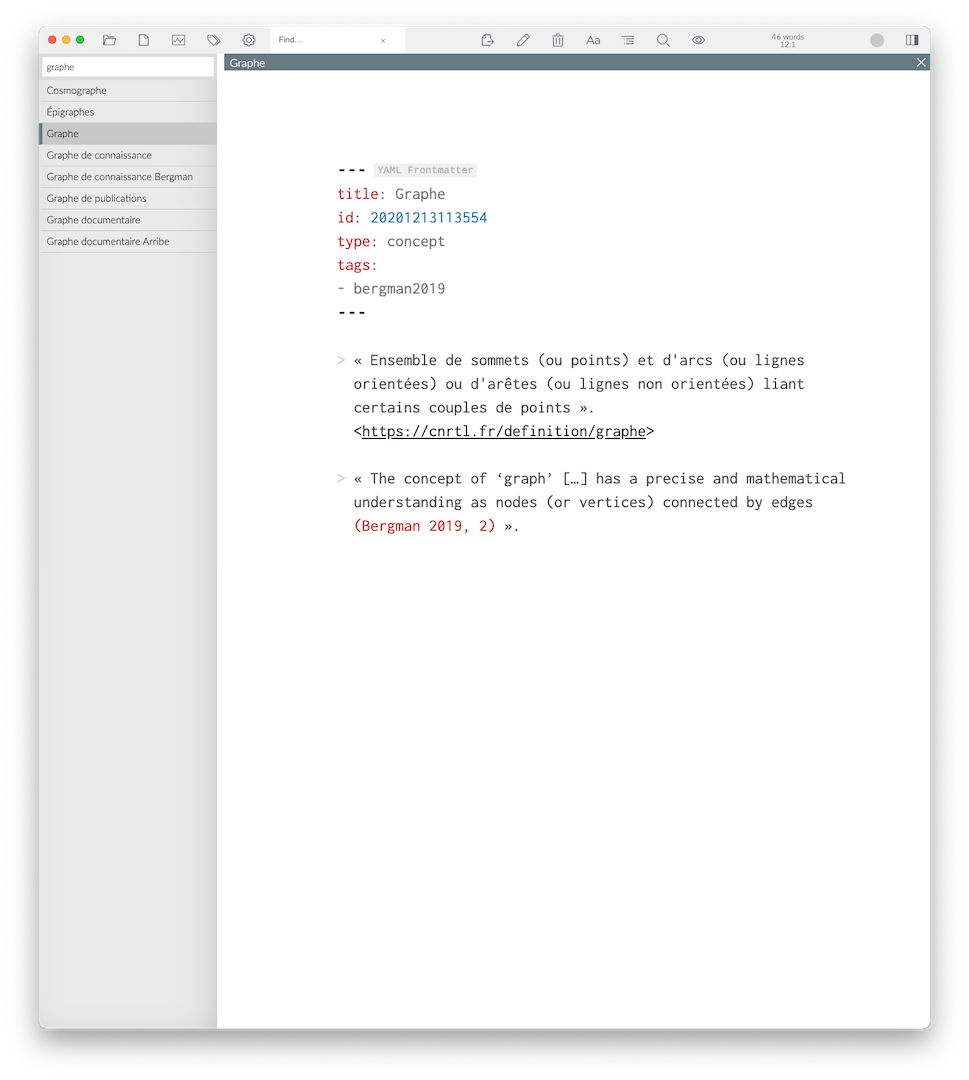 Find... ×
Aa
46 words
12:1
graphe
Cosmographe
Épigraphes
Graphe
Graphe de connaissance
Graphe de connaissance Bergman
Graphe de publications
Graphe documentaire
Graphe documentaire Arribe
Graphe
--- YAML Frontmatter
title: Graphe
id: 20201213113554
type: concept
tags:
- bergman2019
---
> « Ensemble de sommets (ou points) et d'arcs (ou lignes
orientées) ou d'arêtes (ou lignes non orientées) liant
certains couples de points ».
<https://cnrtl.fr/definition/graphe>
> « The concept of ‘graph’ […] has a precise and mathematical
understanding as nodes (or vertices) connected by edges
(Bergman 2019, 2) ».